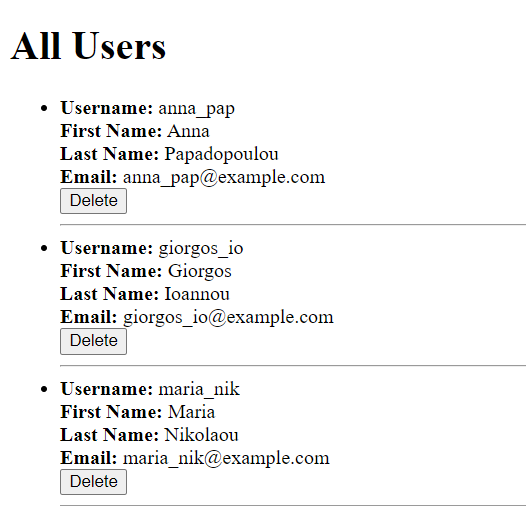 All Users
Username: anna_pap
First Name: Anna
Last Name: Papadopoulou
Email: anna_pap@example.com
Delete
Username: giorgos_io
First Name: Giorgos
Last Name: Ioannou
Email: giorgos_io@example.com
Delete
Username: maria_nik
First Name: Maria
Last Name: Nikolaou
Email: maria_nik@example.com
Delete